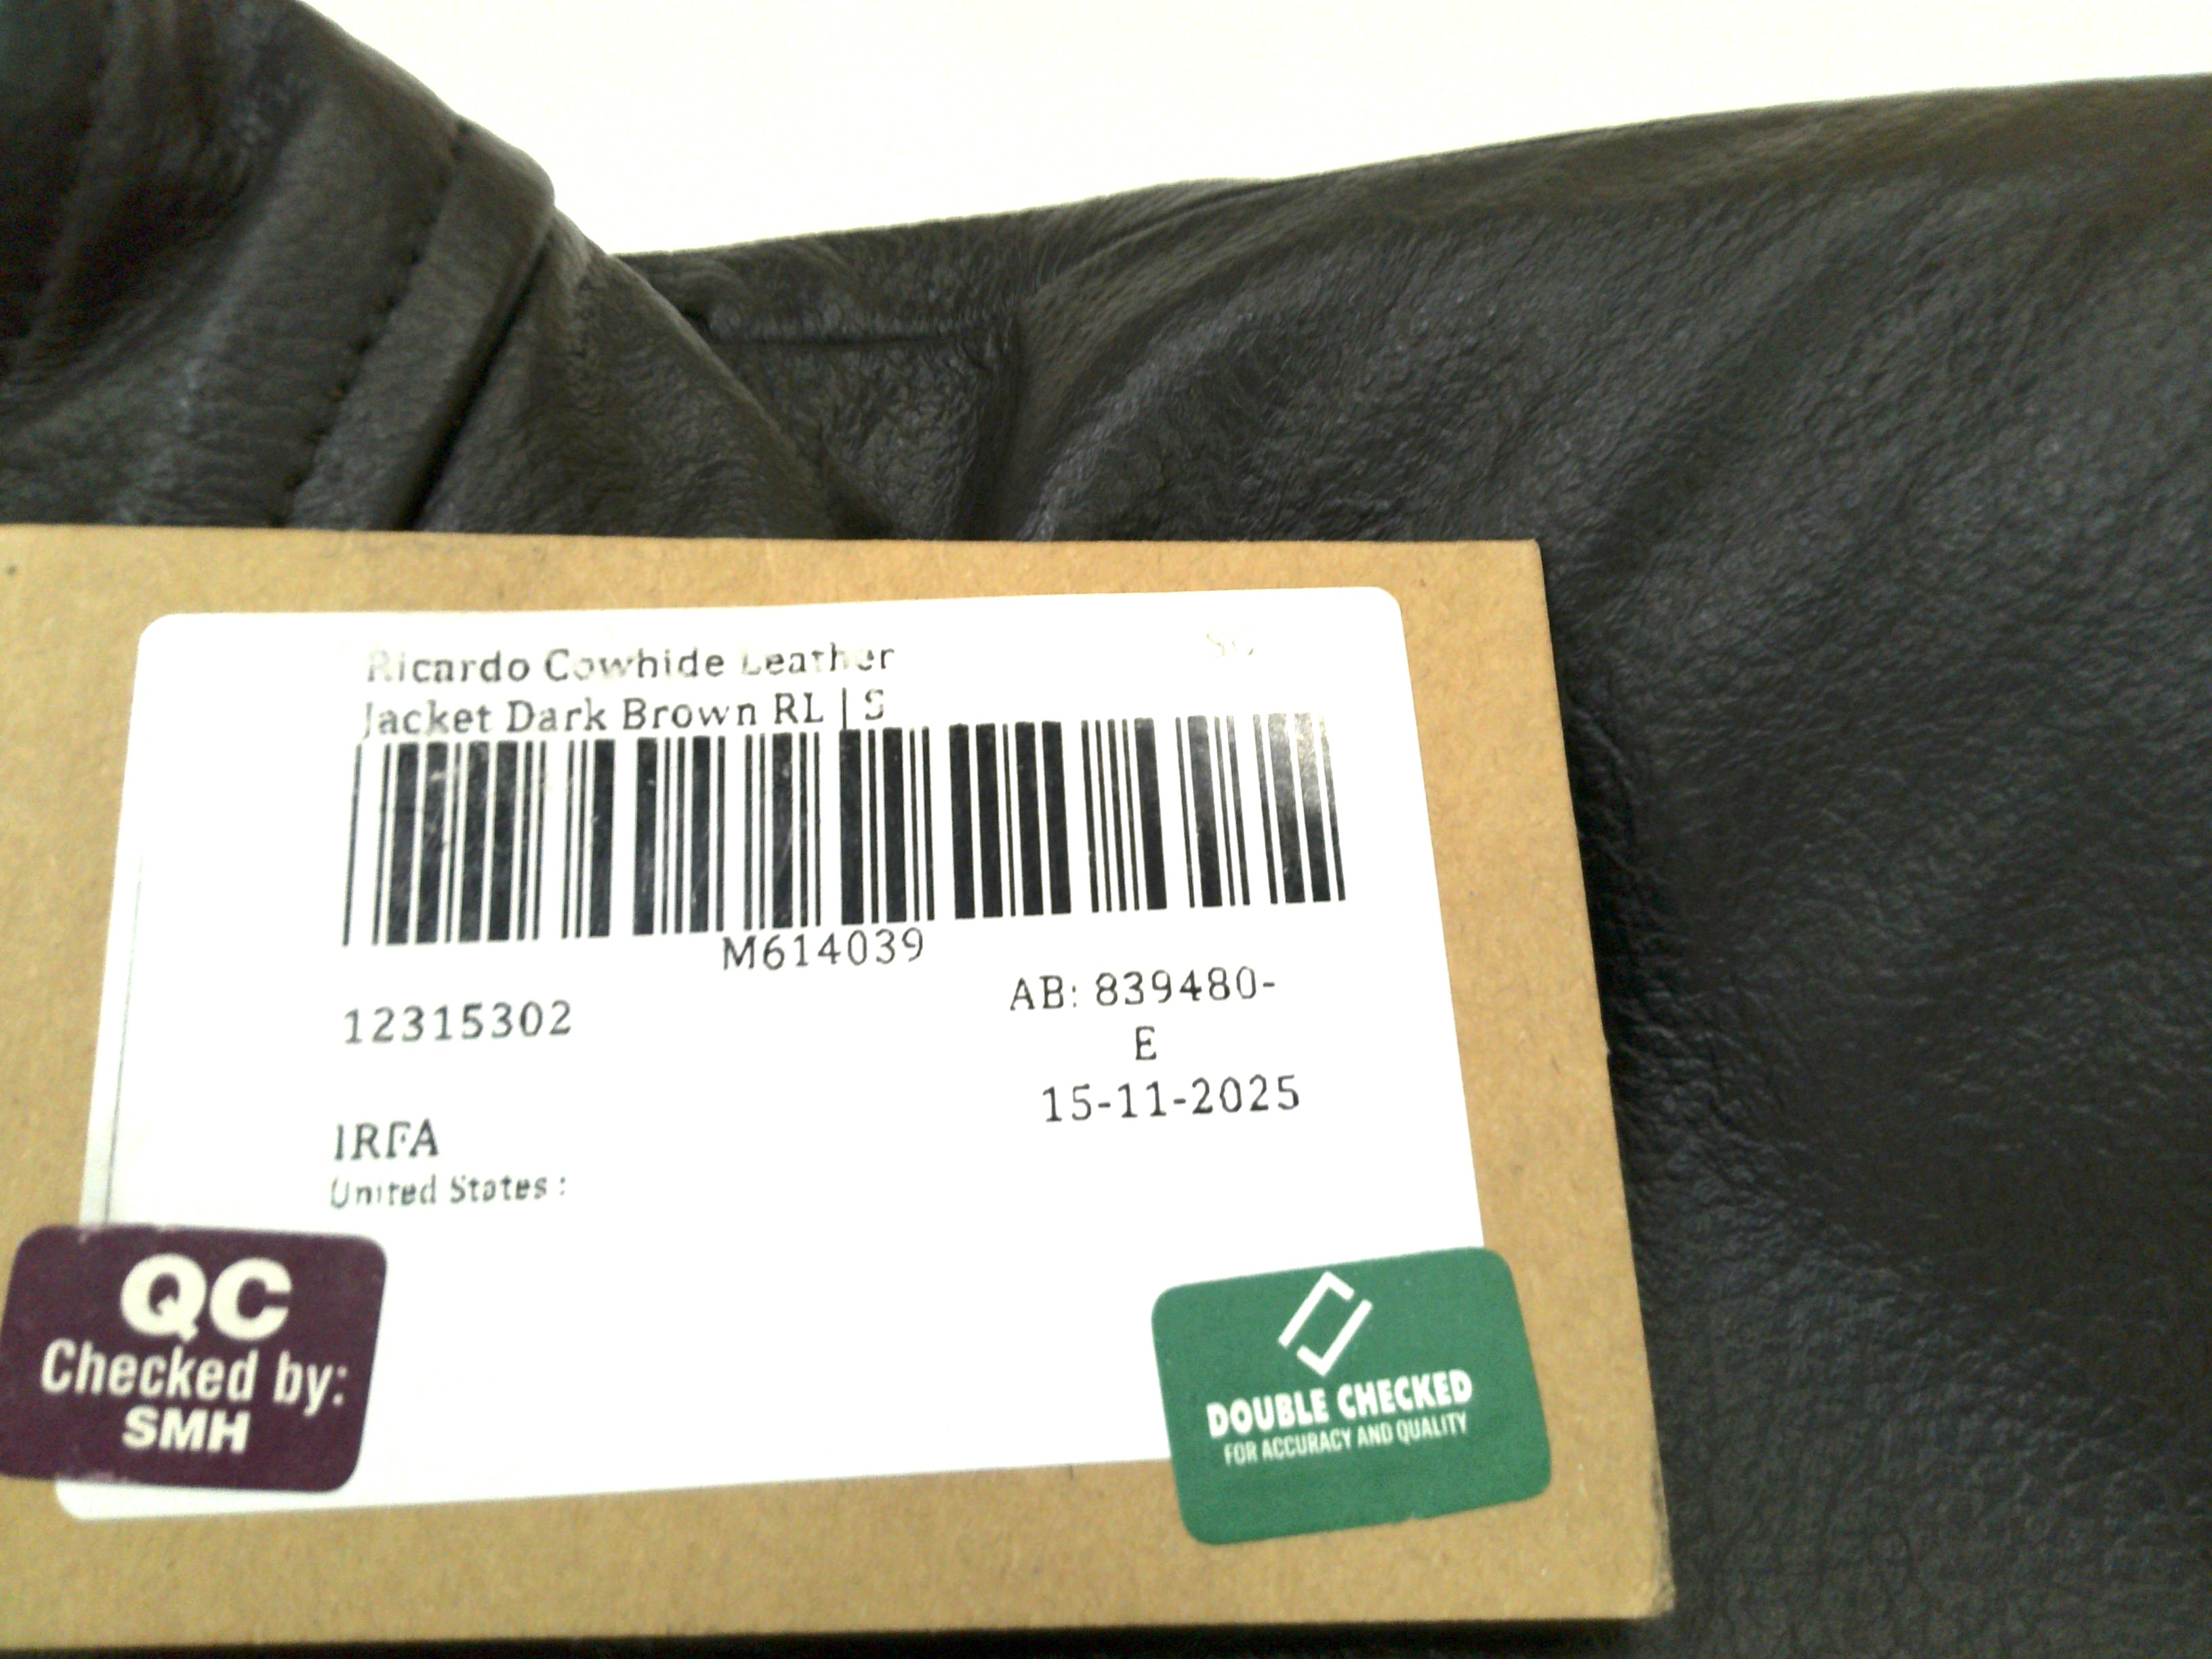 Ricardo Cowhide Leather
Jacket Dark Brown RL | S
M614039
12315302
AB: 839480-
E
15-11-2025
IRFA
United States :
QC
Checked by:
SMH
DOUBLE CHECKED
FOR ACCURACY AND QUALITY